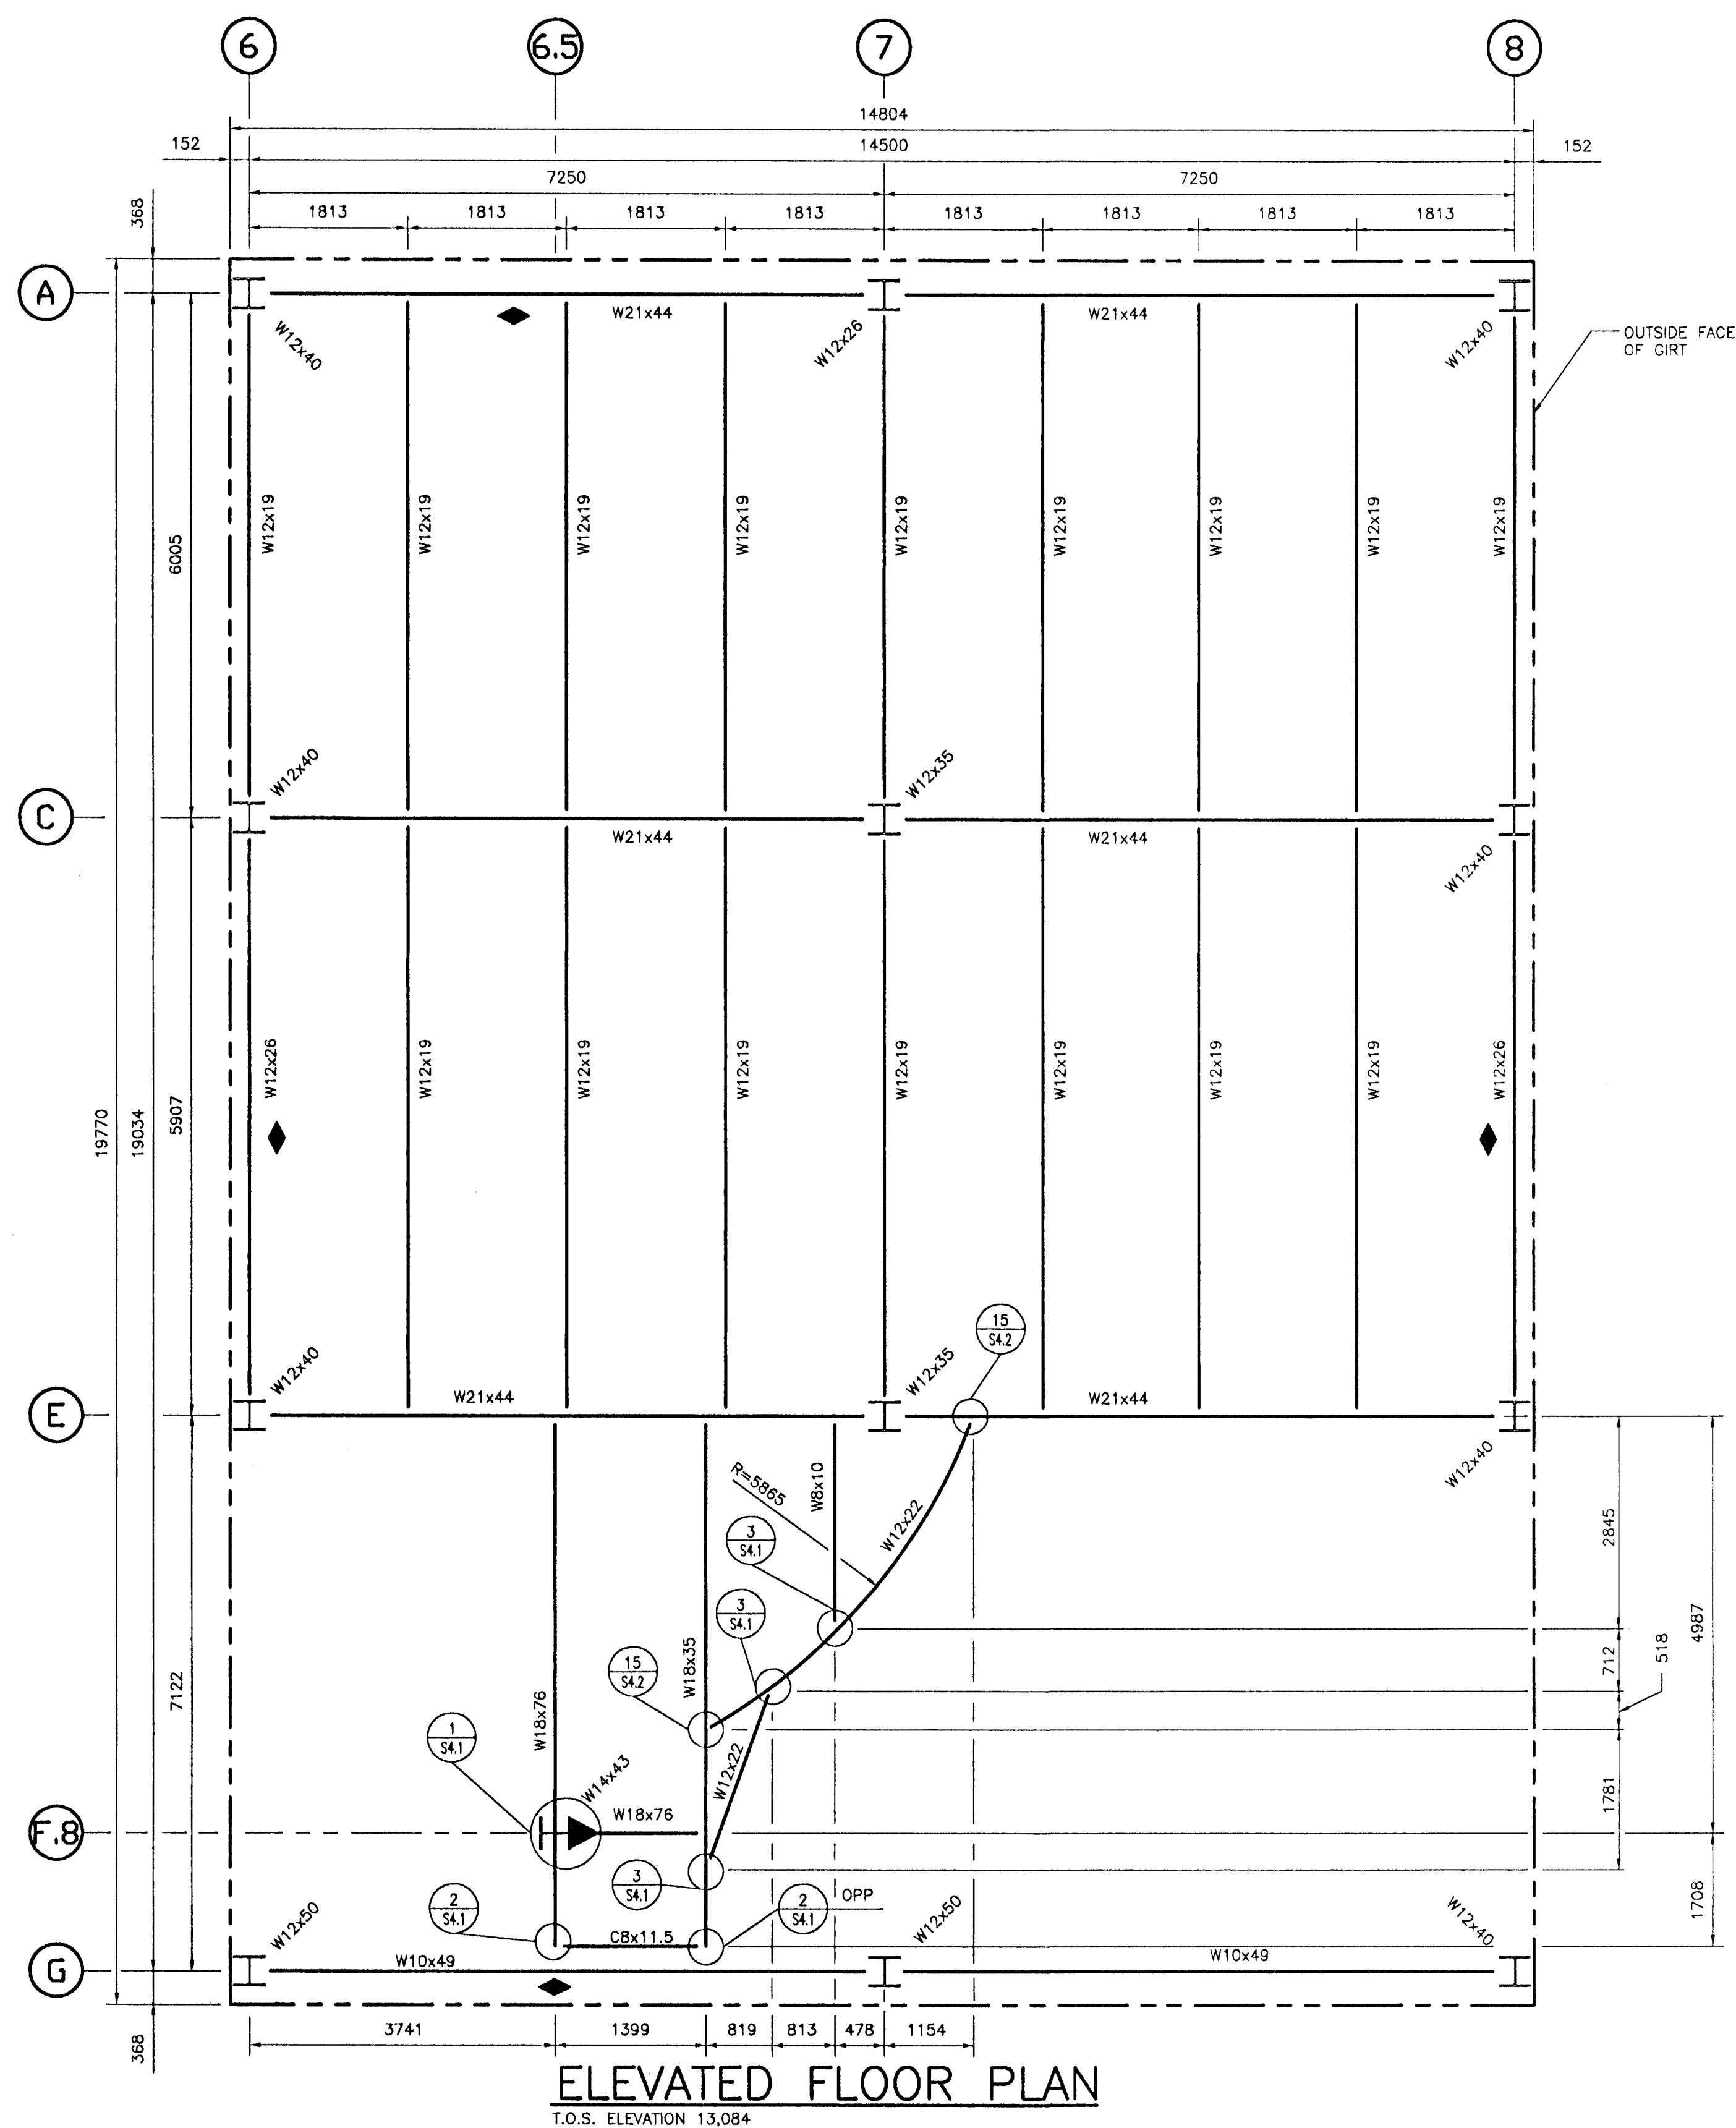 6 6.5 7 8
14804
152 14500 152
7250 7250
368 1813 1813 1813 1813 1813 1813 1813 1813
A
W21x44 W21x44
W12x40 W12x26 W12x40
OUTSIDE FACE
OF GIRT
6005 W12x19 W12x19 W12x19 W12x19 W12x19 W12x19 W12x19 W12x19 W12x19
W12x40 W12x35
C
W21x44 W21x44
W12x40
19770 19034 5907 W12x26 W12x19 W12x19 W12x19 W12x19 W12x19 W12x19 W12x19 W12x26
15
S4.2
W12x40 W12x35
W21x44 W21x44
E
W12x40
R=5865 W8x10 W12x22
3
S4.1
2845
3
S4.1
4987
7122 W18x76 W18x35 712 518
15
S4.2
1
S4.1
W14x43 W12x22 1781
F.8 W18x76
3
S4.1
2
S4.1
2
S4.1
OPP
W12x50 W12x50 W12x40 1708
C8x11.5
W10x49 W10x49
G
368 3741 1399 819 813 478 1154
ELEVATED FLOOR PLAN
T.O.S. ELEVATION 13,084